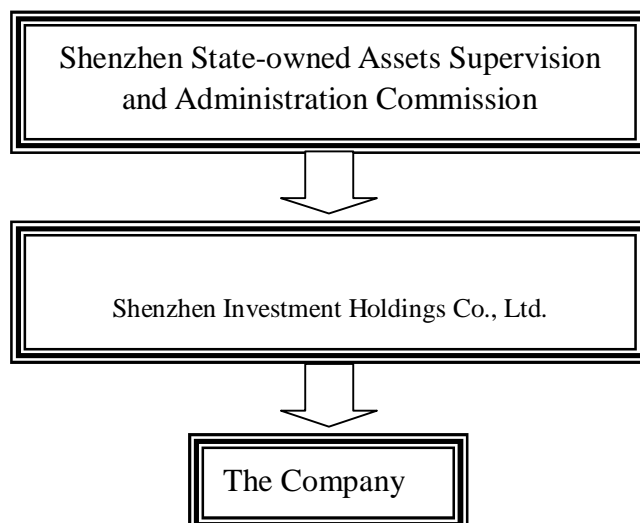 Shenzhen State-owned Assets Supervision
and Administration Commission
Shenzhen Investment Holdings Co., Ltd.
The Company